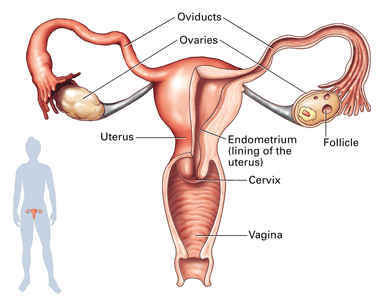 Oviducts
Ovaries
Uterus
Endometrium
(lining of the
uterus)
Follicle
Cervix
Vagina